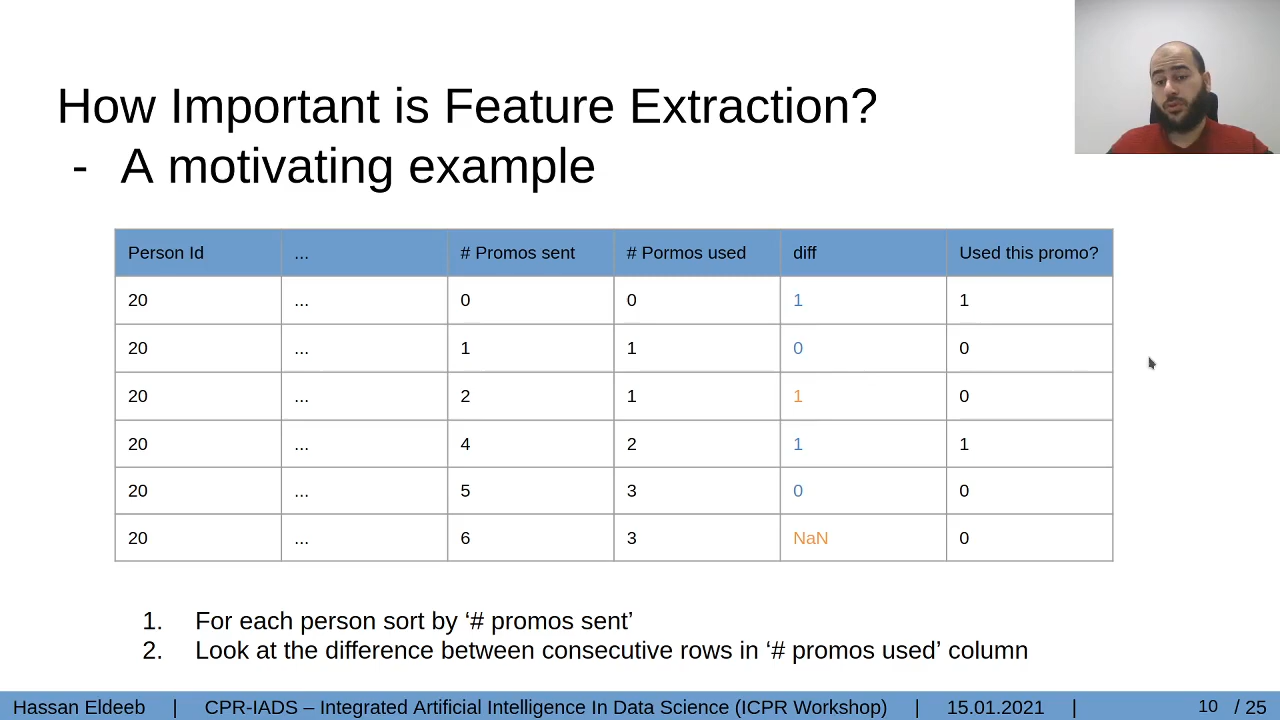 How Important is Feature Extraction?
- A motivating example
Person Id ... # Promos sent # Pormos used diff Used this promo?
20 ... 0 0 1 1
20 ... 1 1 0 0
20 ... 2 1 1 0
20 ... 4 2 1 1
20 ... 5 3 0 0
20 ... 6 3 NaN 0
1. For each person sort by ‘# promos sent’
2. Look at the difference between consecutive rows in ‘# promos used’ column
Hassan Eldeeb | CPR-IADS – Integrated Artificial Intelligence In Data Science (ICPR Workshop) | 15.01.2021 | 10 / 25